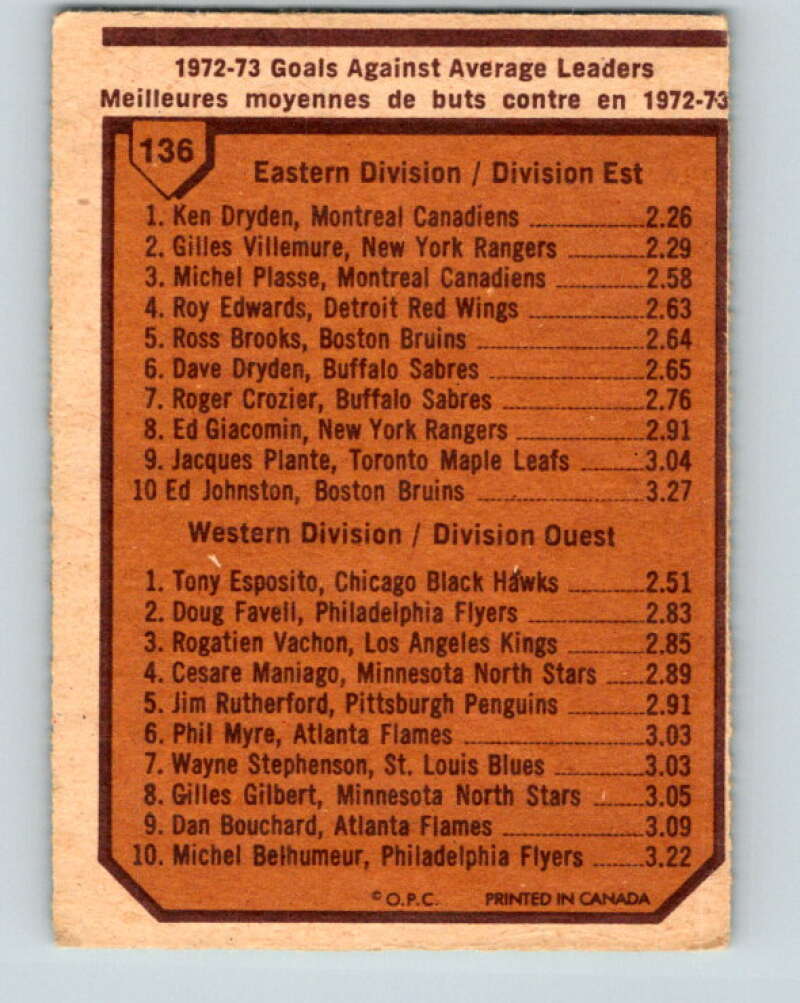 1972-73 Goals Against Average Leaders
Meilleures moyennes de buts contre en 1972-73
136
Eastern Division / Division Est
1. Ken Dryden, Montreal Canadiens 2.26
2. Gilles Villemure, New York Rangers 2.29
3. Michel Plasse, Montreal Canadiens 2.58
4. Roy Edwards, Detroit Red Wings 2.63
5. Ross Brooks, Boston Bruins 2.64
6. Dave Dryden, Buffalo Sabres 2.65
7. Roger Crozier, Buffalo Sabres 2.76
8. Ed Giacomin, New York Rangers 2.91
9. Jacques Plante, Toronto Maple Leafs 3.04
10 Ed Johnston, Boston Bruins 3.27
Western Division / Division Ouest
1. Tony Esposito, Chicago Black Hawks 2.51
2. Doug Favell, Philadelphia Flyers 2.83
3. Rogatien Vachon, Los Angeles Kings 2.85
4. Cesare Maniago, Minnesota North Stars 2.89
5. Jim Rutherford, Pittsburgh Penguins 2.91
6. Phil Myre, Atlanta Flames 3.03
7. Wayne Stephenson, St. Louis Blues 3.03
8. Gilles Gilbert, Minnesota North Stars 3.05
9. Dan Bouchard, Atlanta Flames 3.09
10. Michel Belhumeur, Philadelphia Flyers 3.22
© O.P.C. PRINTED IN CANADA